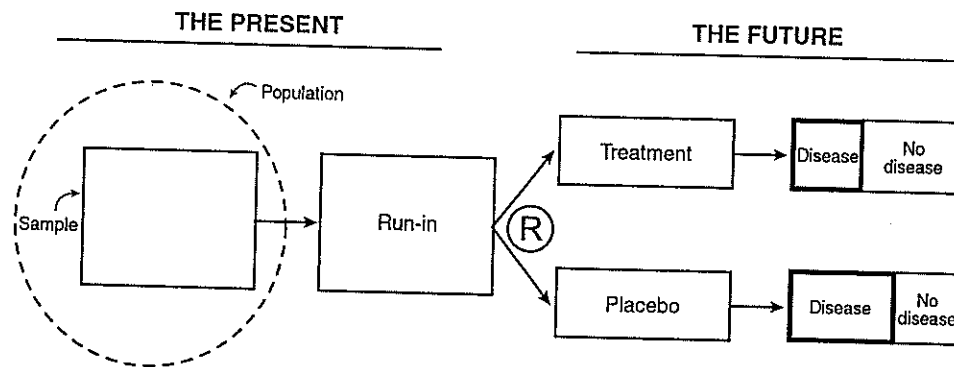 THE PRESENT
THE FUTURE
Population
Sample
Run-in
R
Treatment
Disease
No
disease
Placebo
Disease
No
disease